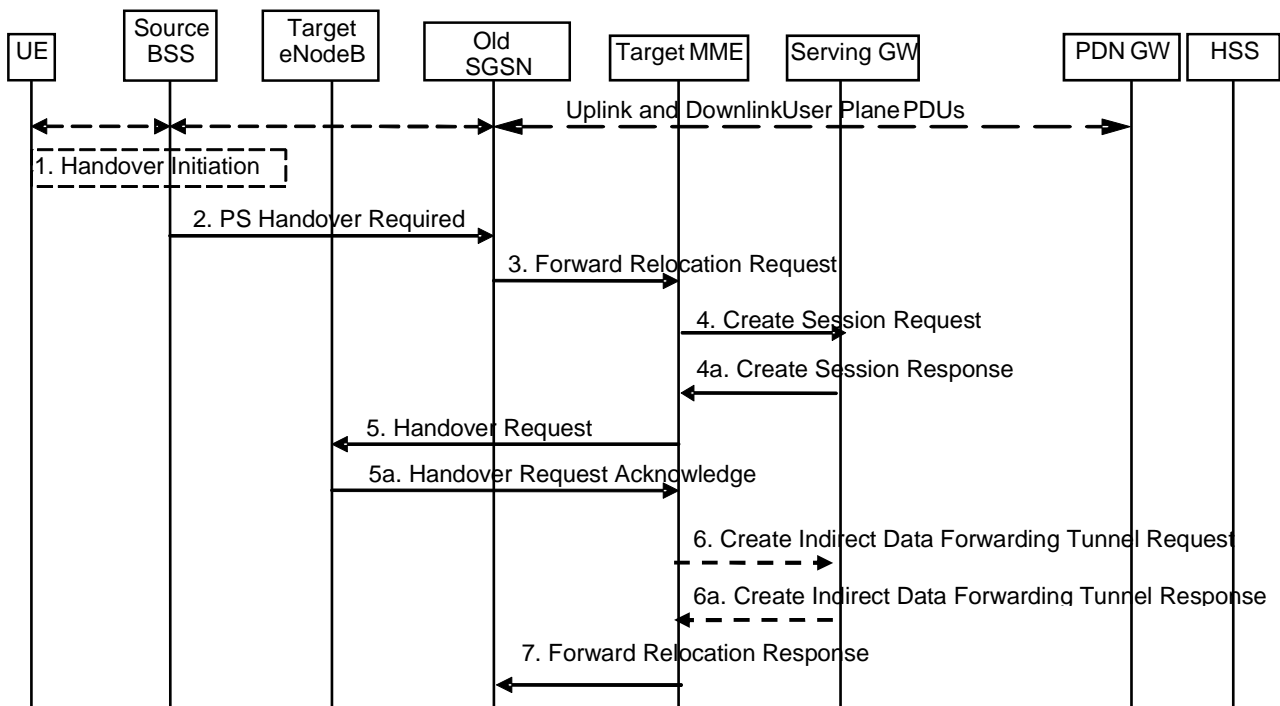 UE
Source
BSS
Target
eNodeB
Old
SGSN
Target MME
Serving GW
PDN GW
HSS
Uplink and DownlinkUser Plane PDUs
1. Handover Initiation
2. PS Handover Required
3. Forward Relocation Request
4. Create Session Request
4a. Create Session Response
5. Handover Request
5a. Handover Request Acknowledge
6. Create Indirect Data Forwarding Tunnel Request
6a. Create Indirect Data Forwarding Tunnel Response
7. Forward Relocation Response